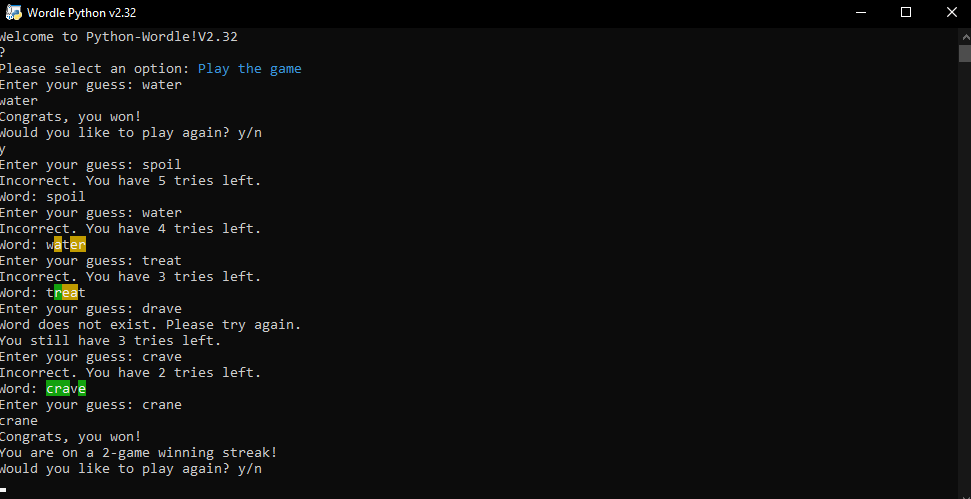 Wordle Python v2.32
Welcome to Python-Wordle!V2.32
?
Please select an option: Play the game
Enter your guess: water
water
Congrats, you won!
Would you like to play again? y/n
y
Enter your guess: spoil
Incorrect. You have 5 tries left.
Word: spoil
Enter your guess: water
Incorrect. You have 4 tries left.
Word: water
Enter your guess: treat
Incorrect. You have 3 tries left.
Word: treat
Enter your guess: drave
Word does not exist. Please try again.
You still have 3 tries left.
Enter your guess: crave
Incorrect. You have 2 tries left.
Word: crave
Enter your guess: crane
crane
Congrats, you won!
You are on a 2-game winning streak!
Would you like to play again? y/n